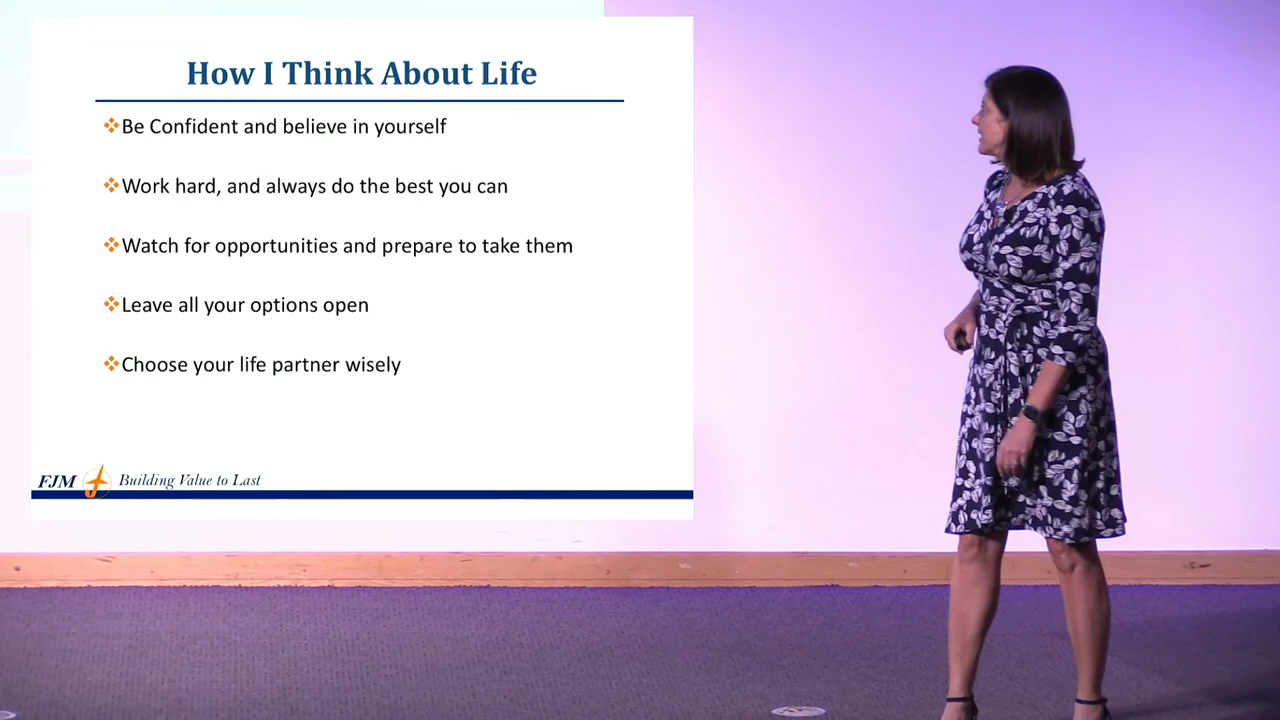 How I Think About Life
Be Confident and believe in yourself
Work hard, and always do the best you can
Watch for opportunities and prepare to take them
Leave all your options open
Choose your life partner wisely
FJM Building Value to Last